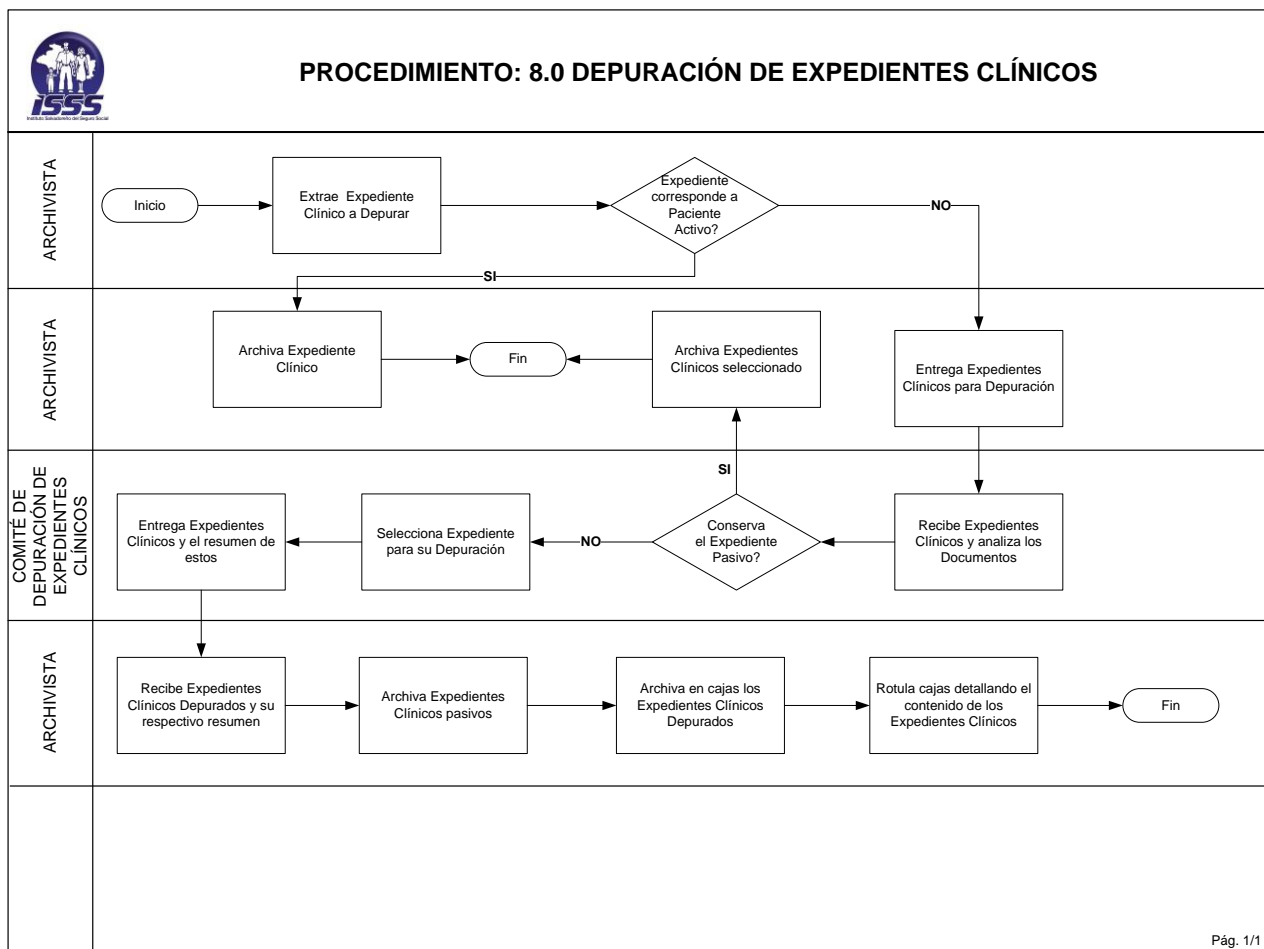 ISSS
Instituto Salvadoreño del Seguro Social
PROCEDIMIENTO: 8.0 DEPURACIÓN DE EXPEDIENTES CLÍNICOS
ARCHIVISTA
Inicio
Extrae Expediente
Clínico a Depurar
Expediente
corresponde a
Paciente
Activo?
NO
SI
ARCHIVISTA
Archiva Expediente
Clínico
Fin
Archiva Expedientes
Clínicos seleccionado
Entrega Expedientes
Clínicos para Depuración
COMITÉ DE
DEPURACIÓN DE
EXPEDIENTES
CLÍNICOS
Entrega Expedientes
Clínicos y el resumen de
estos
Selecciona Expediente
para su Depuración
NO
SI
Conserva
el Expediente
Pasivo?
Recibe Expedientes
Clínicos y analiza los
Documentos
ARCHIVISTA
Recibe Expedientes
Clínicos Depurados y su
respectivo resumen
Archiva Expedientes
Clínicos pasivos
Archiva en cajas los
Expedientes Clínicos
Depurados
Rotula cajas detallando el
contenido de los
Expedientes Clínicos
Fin
Pág. 1/1